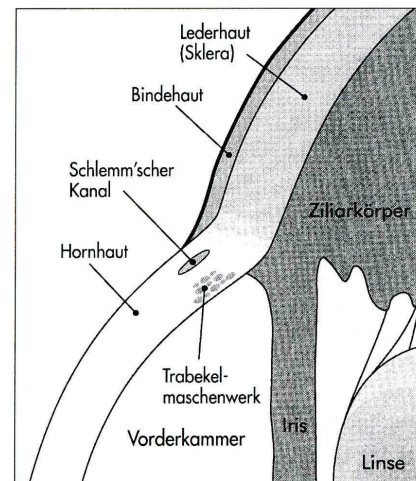 Lederhaut
(Sklera)
Bindehaut
Schlemm'scher
Kanal
Ziliarkörper
Hornhaut
Trabekel-
maschenwerk
Vorderkammer
Iris
Linse